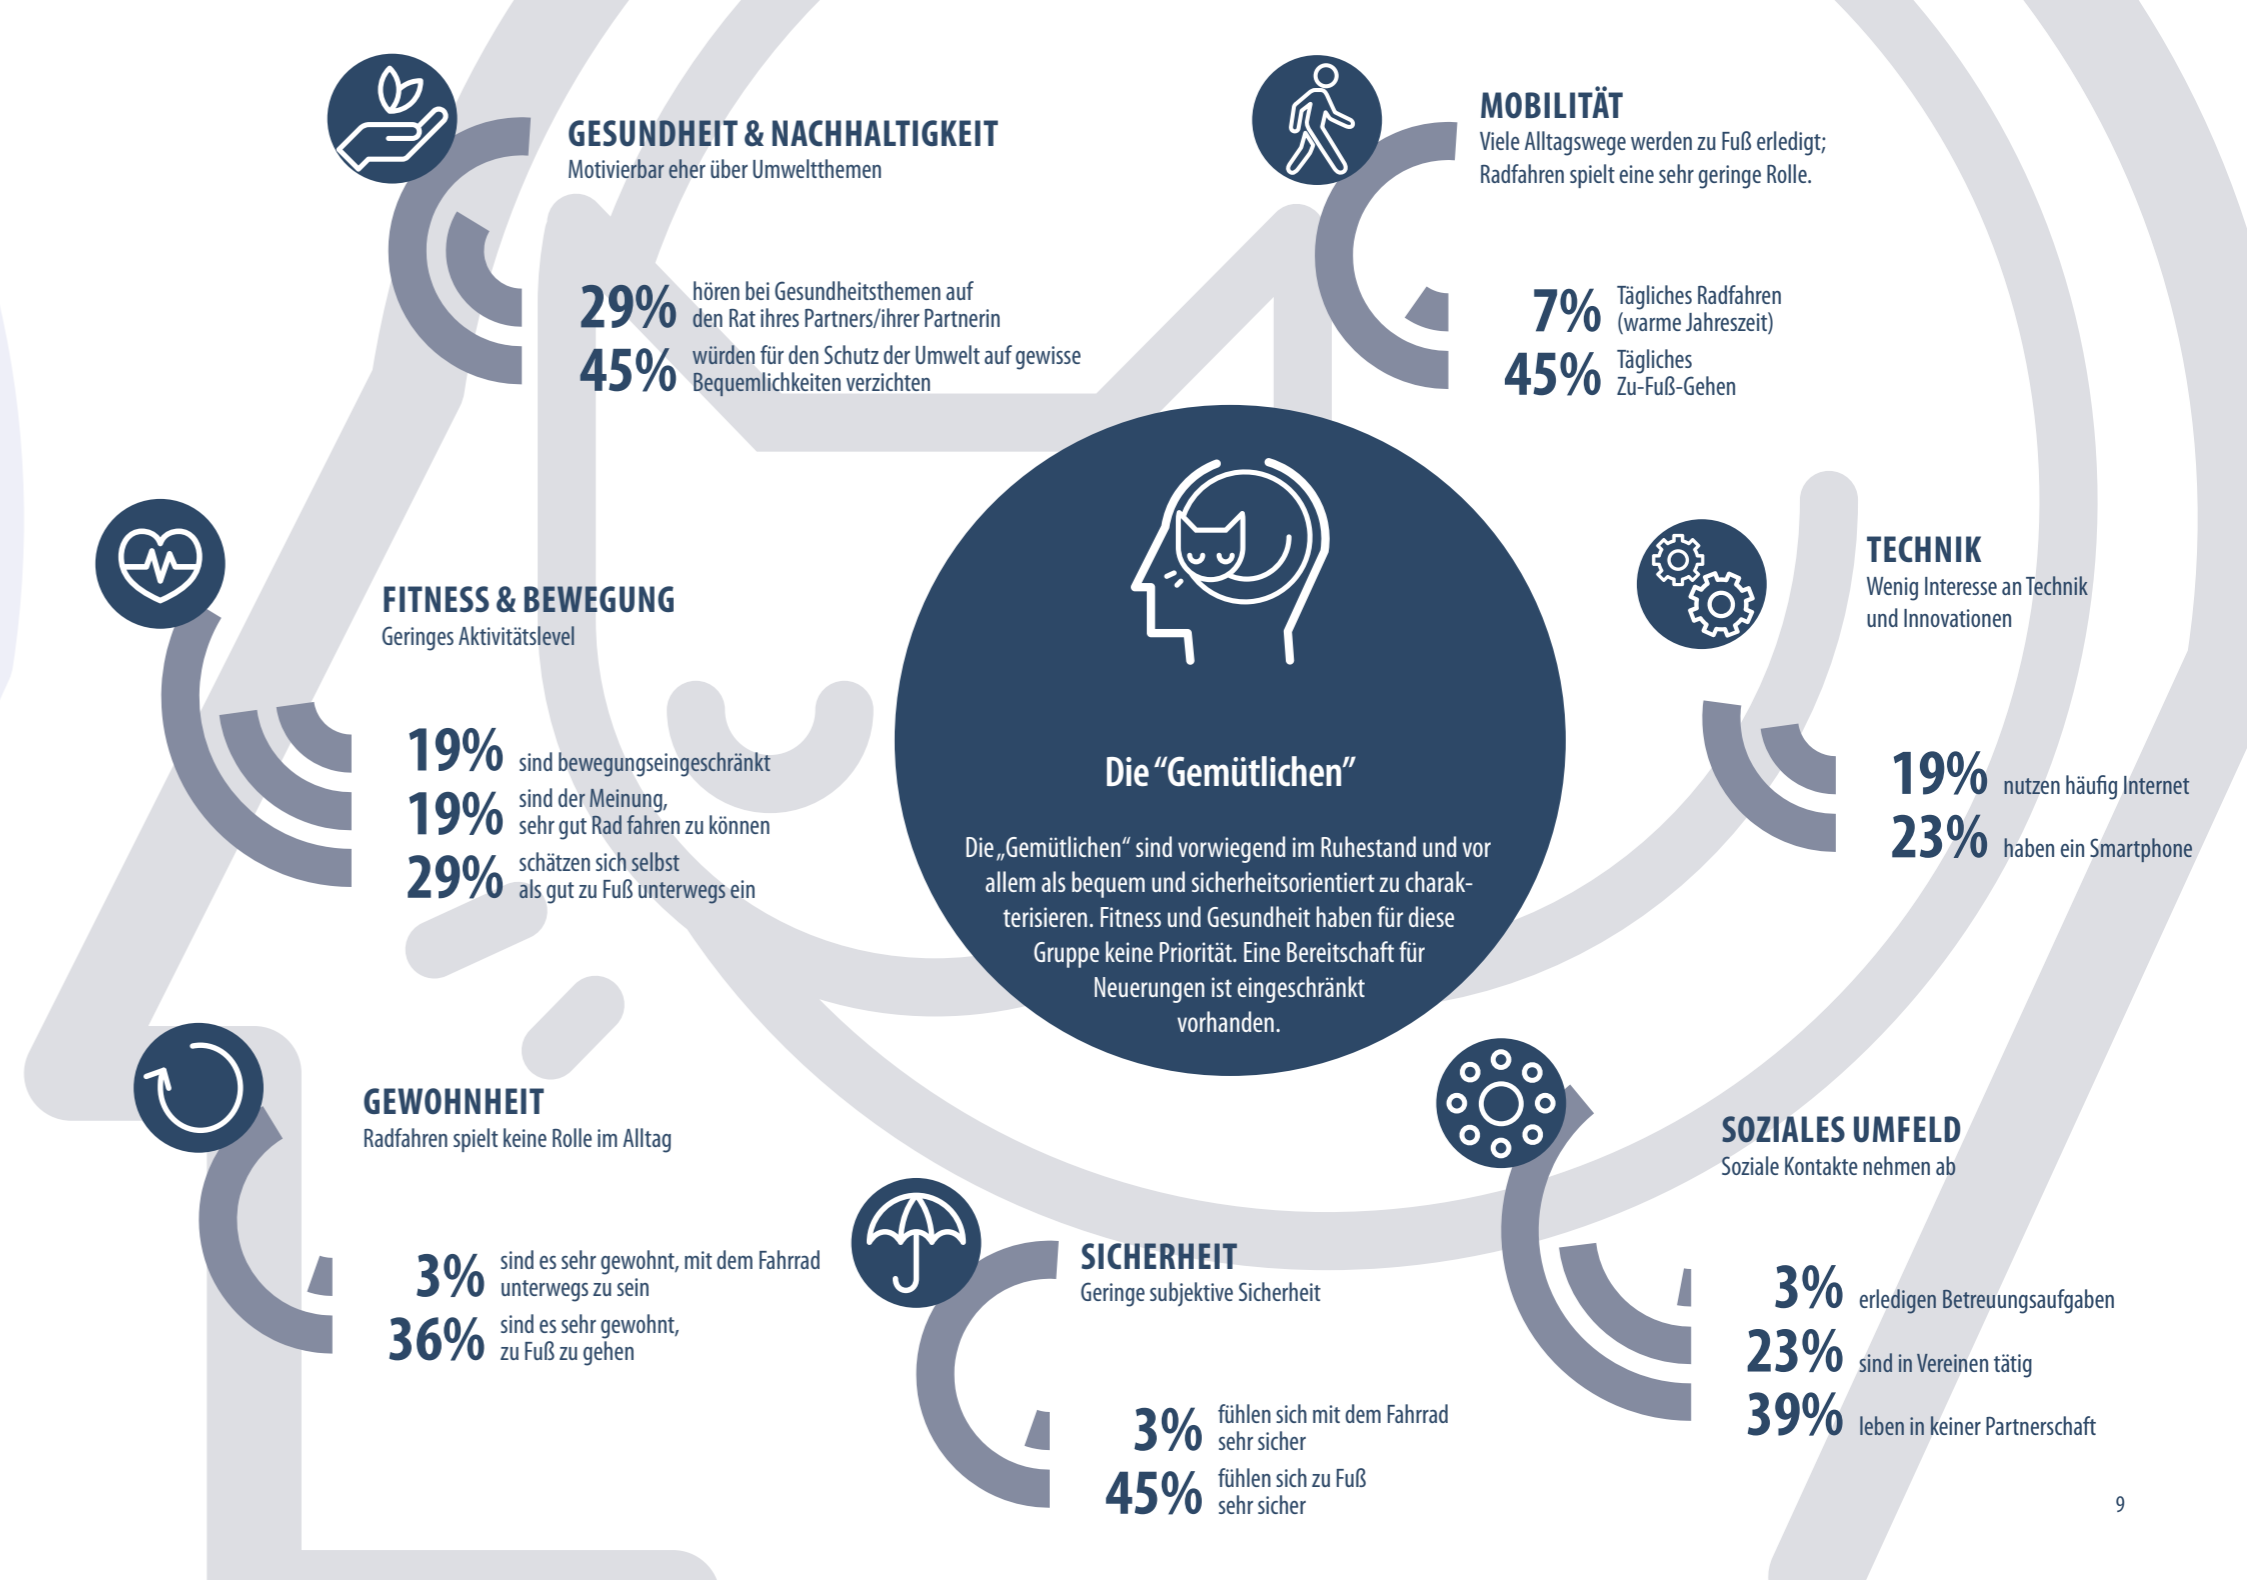 GESUNDHEIT & NACHHALTIGKEIT
Motivierbar eher über Umweltthemen
29%
hören bei Gesundheitsthemen auf
den Rat ihres Partners/ihrer Partnerin
45%
würden für den Schutz der Umwelt auf gewisse
Bequemlichkeiten verzichten
MOBILITÄT
Viele Alltagswege werden zu Fuß erledigt;
Radfahren spielt eine sehr geringe Rolle.
7%
Tägliches Radfahren
(warme Jahreszeit)
45%
Tägliches
Zu-Fuß-Gehen
FITNESS & BEWEGUNG
Geringes Aktivitätslevel
19% sind bewegungseingeschränkt
19%
sind der Meinung,
sehr gut Rad fahren zu können
29%
schätzen sich selbst
als gut zu Fuß unterwegs ein
Die “Gemütlichen”
Die „Gemütlichen“ sind vorwiegend im Ruhestand und vor
allem als bequem und sicherheitsorientiert zu charak-
terisieren. Fitness und Gesundheit haben für diese
Gruppe keine Priorität. Eine Bereitschaft für
Neuerungen ist eingeschränkt
vorhanden.
TECHNIK
Wenig Interesse an Technik
und Innovationen
19% nutzen häufig Internet
23% haben ein Smartphone
GEWOHNHEIT
Radfahren spielt keine Rolle im Alltag
3%
sind es sehr gewohnt, mit dem Fahrrad
unterwegs zu sein
36%
sind es sehr gewohnt,
zu Fuß zu gehen
SICHERHEIT
Geringe subjektive Sicherheit
3%
fühlen sich mit dem Fahrrad
sehr sicher
45%
fühlen sich zu Fuß
sehr sicher
SOZIALES UMFELD
Soziale Kontakte nehmen ab
3% erledigen Betreuungsaufgaben
23% sind in Vereinen tätig
39% leben in keiner Partnerschaft
9